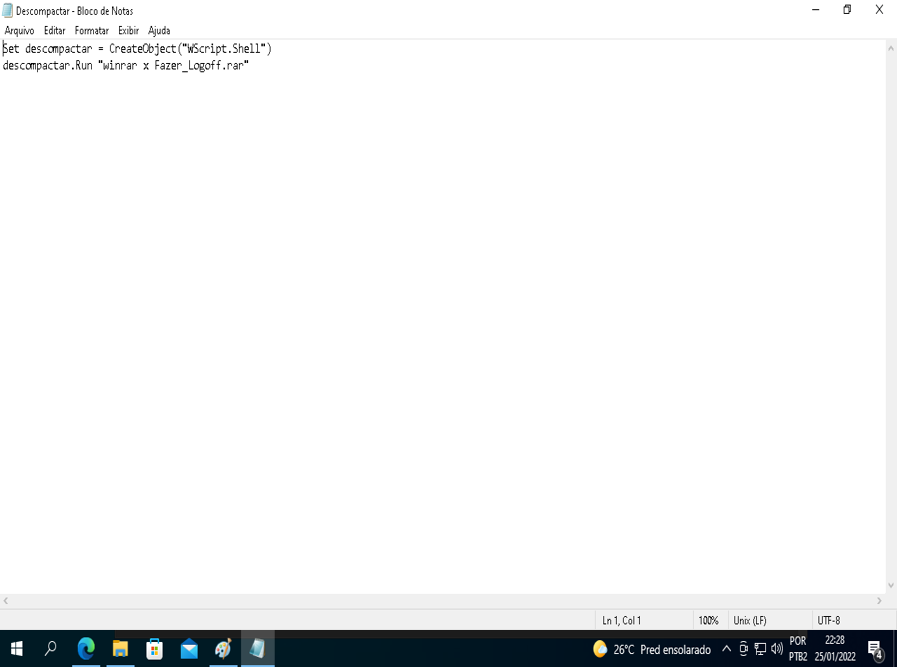 Descompactar - Bloco de Notas
Arquivo Editar Formatar Exibir Ajuda
Set descompactar = CreateObject("WScript.Shell")
descompactar.Run "winrar x Fazer_Logoff.rar"
Ln 1, Col 1 100% Unix (LF) UTF-8
26°C Pred ensolarado POR 22:28
PTB2 25/01/2022 4